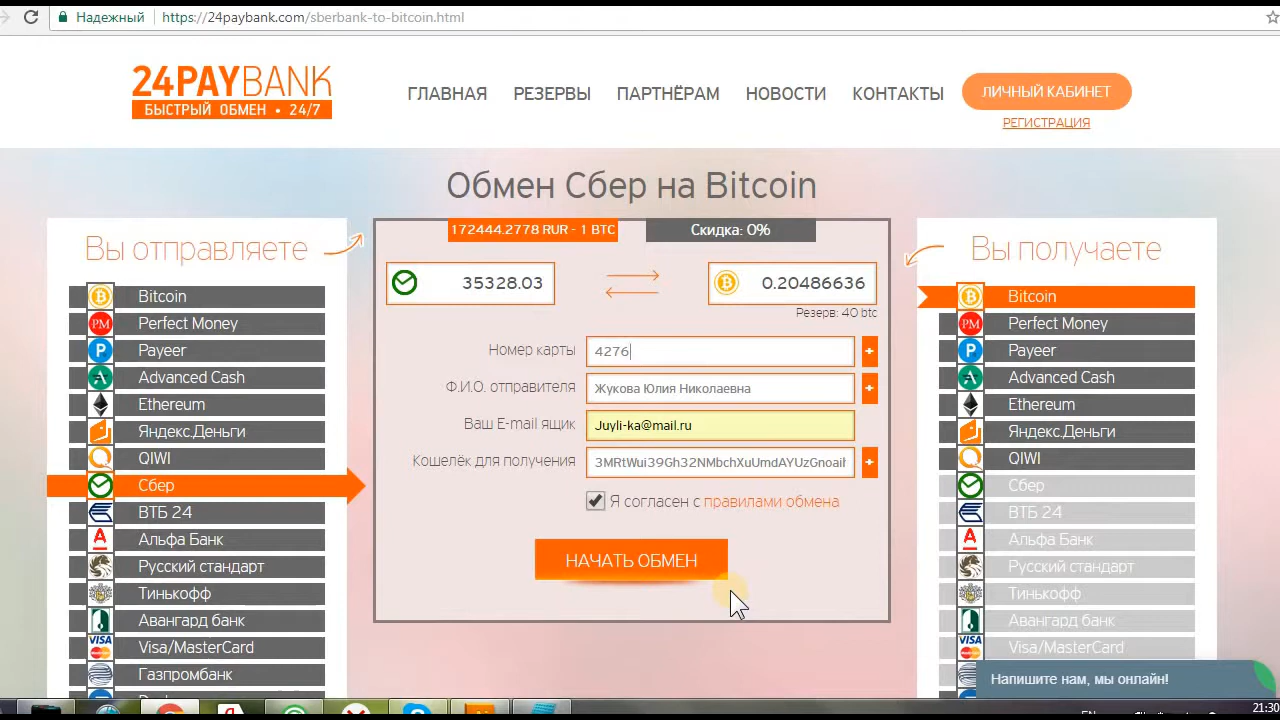 Надежный https://24paybank.com/sberbank-to-bitcoin.html
24PAYBANK
БЫСТРЫЙ ОБМЕН • 24/7
ГЛАВНАЯ РЕЗЕРВЫ ПАРТНЁРАМ НОВОСТИ КОНТАКТЫ
ЛИЧНЫЙ КАБИНЕТ
РЕГИСТРАЦИЯ
Обмен Сбер на Bitcoin
Вы отправляете
Bitcoin
Perfect Money
Payeer
Advanced Cash
Ethereum
Яндекс.Деньги
QIWI
Сбер
ВТБ 24
Альфа Банк
Русский стандарт
Тинькофф
Авангард банк
Visa/MasterCard
Газпромбанк
172444.2778 RUR - 1 BTC
Скидка: 0%
35328.03
0.20486636
Резерв: 40 btc
Номер карты 4276
Ф.И.О. отправителя Жукова Юлия Николаевна
Ваш E-mail ящик Juyli-ka@mail.ru
Кошелёк для получения 3MRtWui39Gh32NMbchXuUmdAYUzGnoaih
Я согласен с правилами обмена
НАЧАТЬ ОБМЕН
Вы получаете
Bitcoin
Perfect Money
Payeer
Advanced Cash
Ethereum
Яндекс.Деньги
QIWI
Сбер
ВТБ 24
Альфа Банк
Русский стандарт
Тинькофф
Авангард банк
Visa/MasterCard
Напишите нам, мы онлайн!
21:30